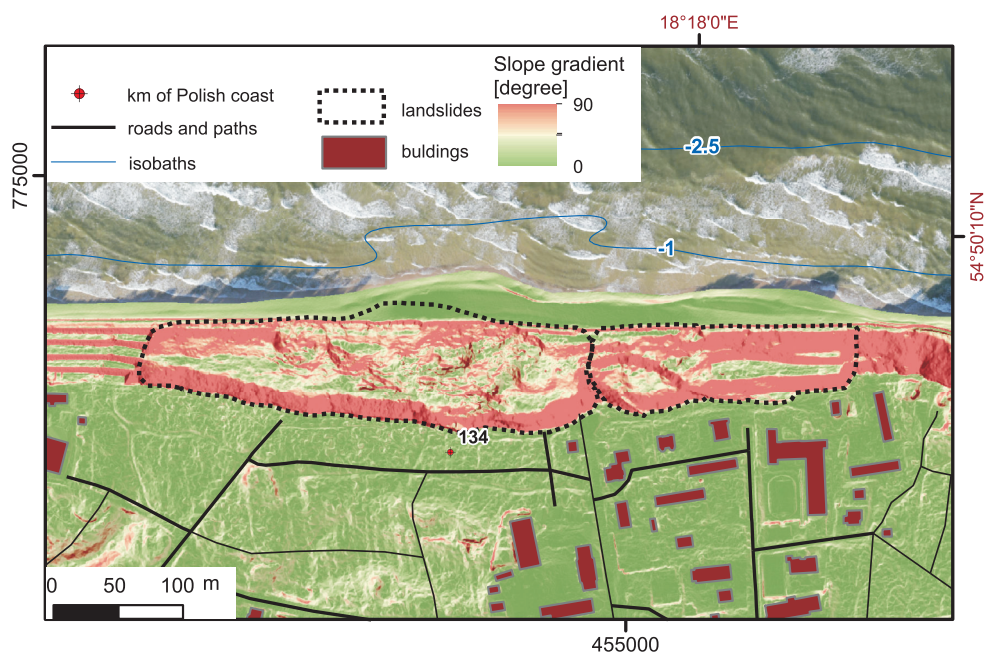 18°18'0"E
Slope gradient
[degree]
km of Polish coast
90
landslides
roads and paths
isobaths
buldings
0
-2.5
775000
-1
54°50'10"N
134
0 50 100 m
455000